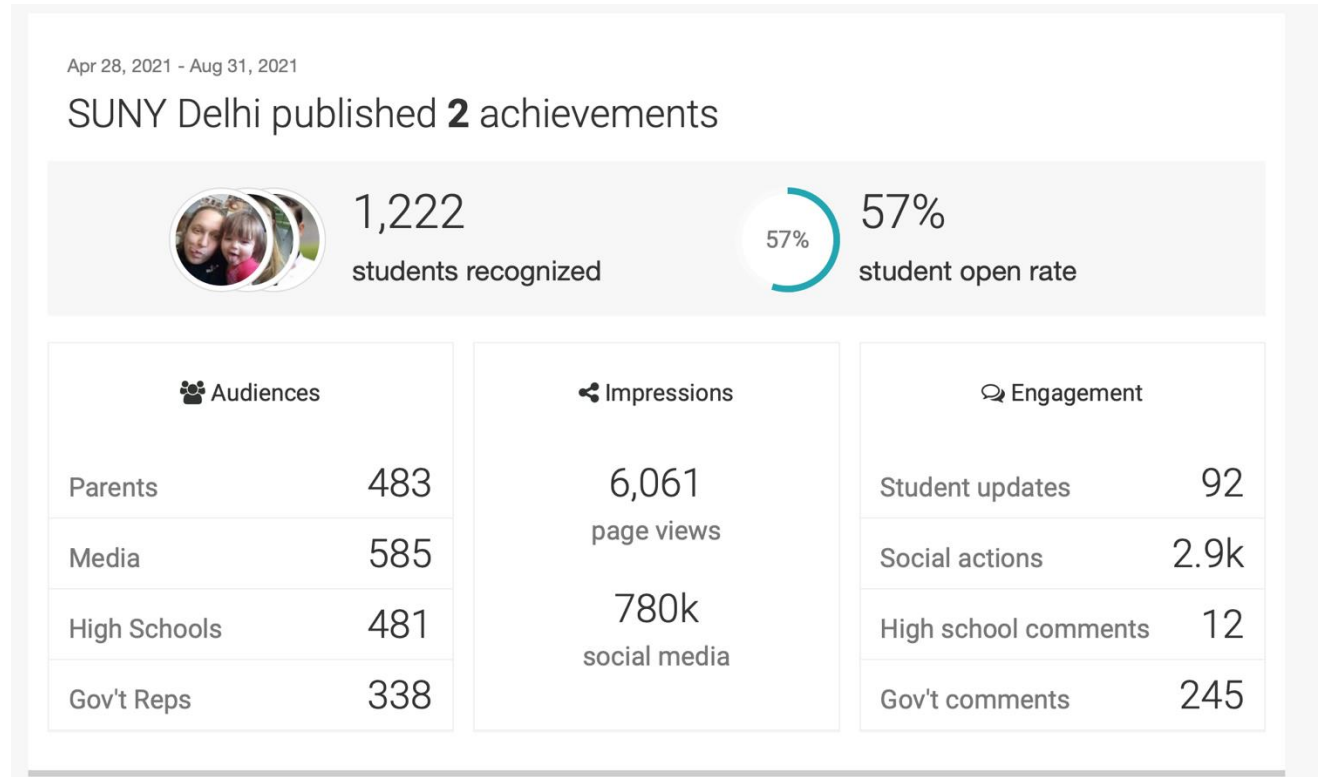 Apr 28, 2021 - Aug 31, 2021
SUNY Delhi published 2 achievements
1,222
students recognized
57%
57%
student open rate
Audiences
Parents 483
Media 585
High Schools 481
Gov't Reps 338
Impressions
6,061
page views
780k
social media
Engagement
Student updates 92
Social actions 2.9k
High school comments 12
Gov't comments 245